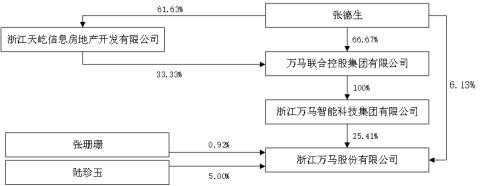 61.63%
张德生
浙江天屹信息房地产开发有限公司
66.67%
万马联合控股集团有限公司
33.33%
6.13%
100%
浙江万马智能科技集团有限公司
25.41%
张珊珊
0.92%
浙江万马股份有限公司
陆珍玉
5.00%